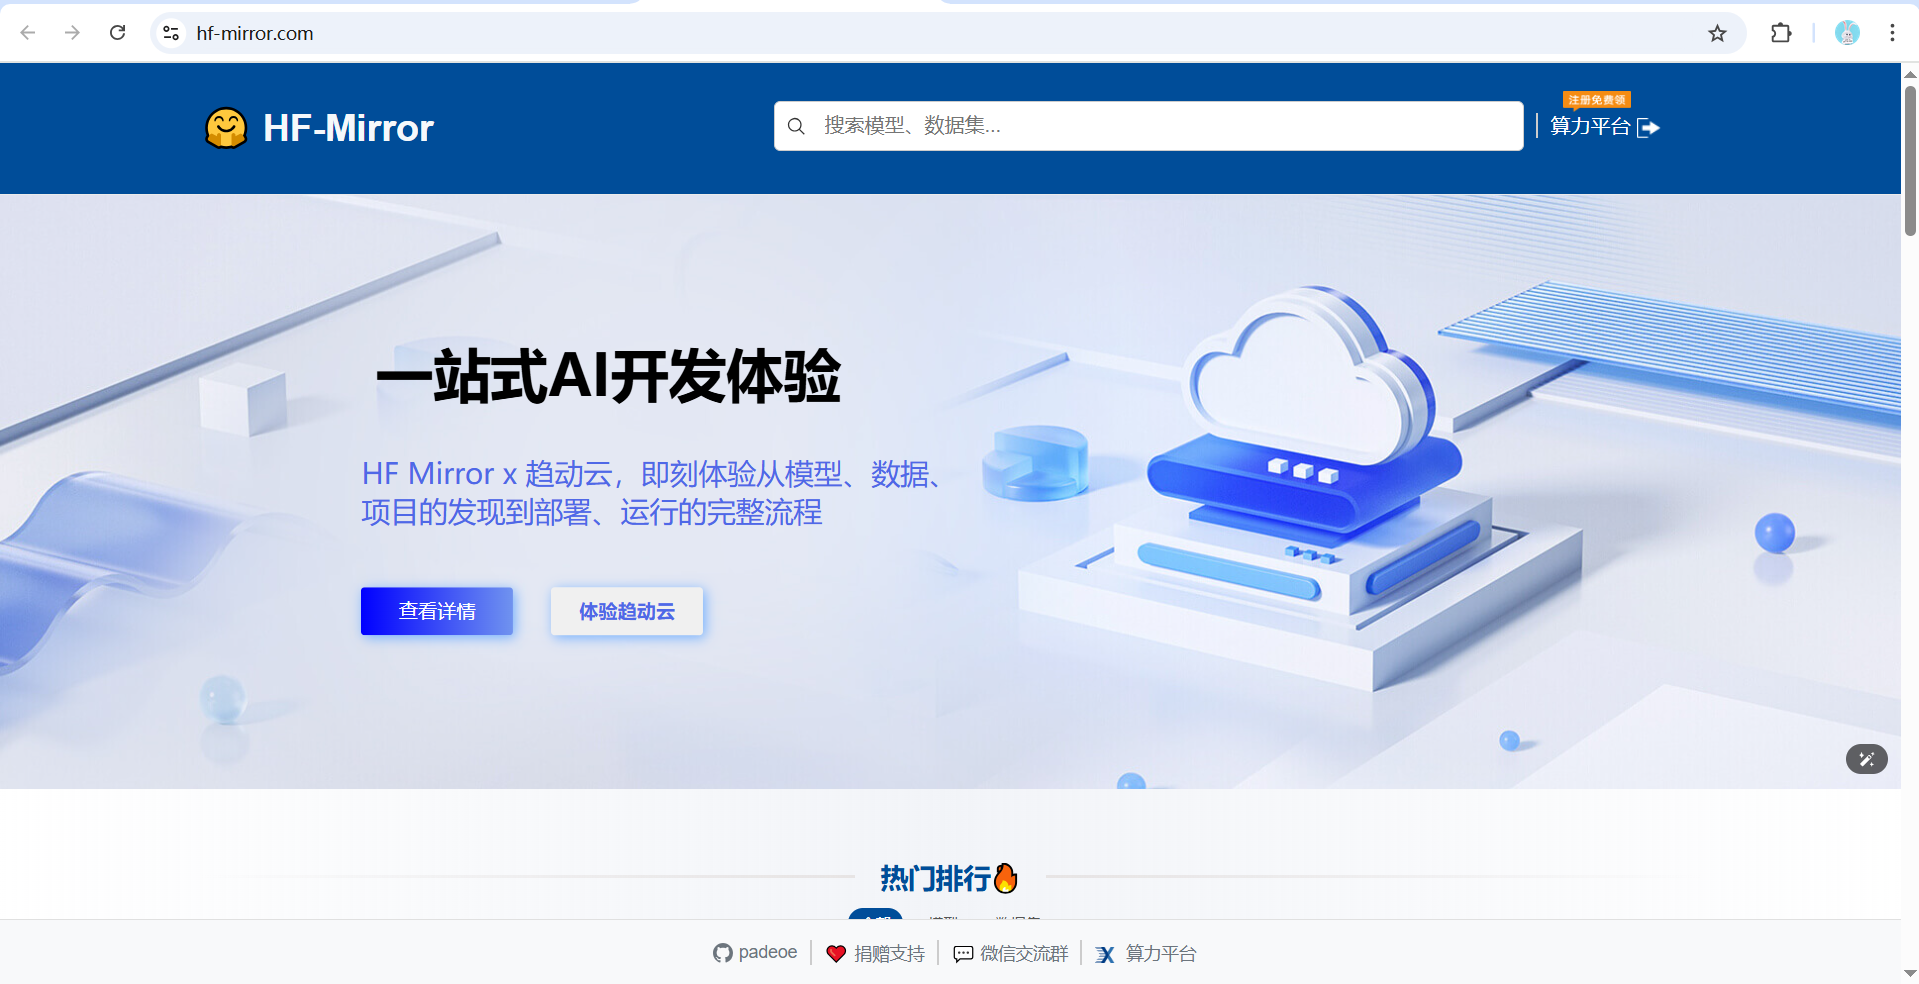 hf-mirror.com
HF-Mirror
搜索模型、数据集...
注册免费领
算力平台
一站式AI开发体验
HF Mirror x 趋动云，即刻体验从模型、数据、
项目的发现到部署、运行的完整流程
查看详情
体验趋动云
热门排行
padeoe
捐赠支持
微信交流群
算力平台